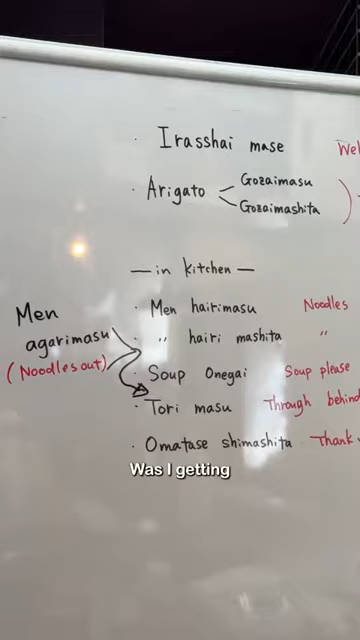 · Irasshai mase Wel
· Arigato < Gozaimasu
Gozaimashita )
— in kitchen —
Men agarimasu
(Noodles out)
· Men hairimasu Noodles
· " hairi mashita "
· Soup Onegai Soup please
· Tori masu Through behind
· Omatase shimashita Thank
Was I getting